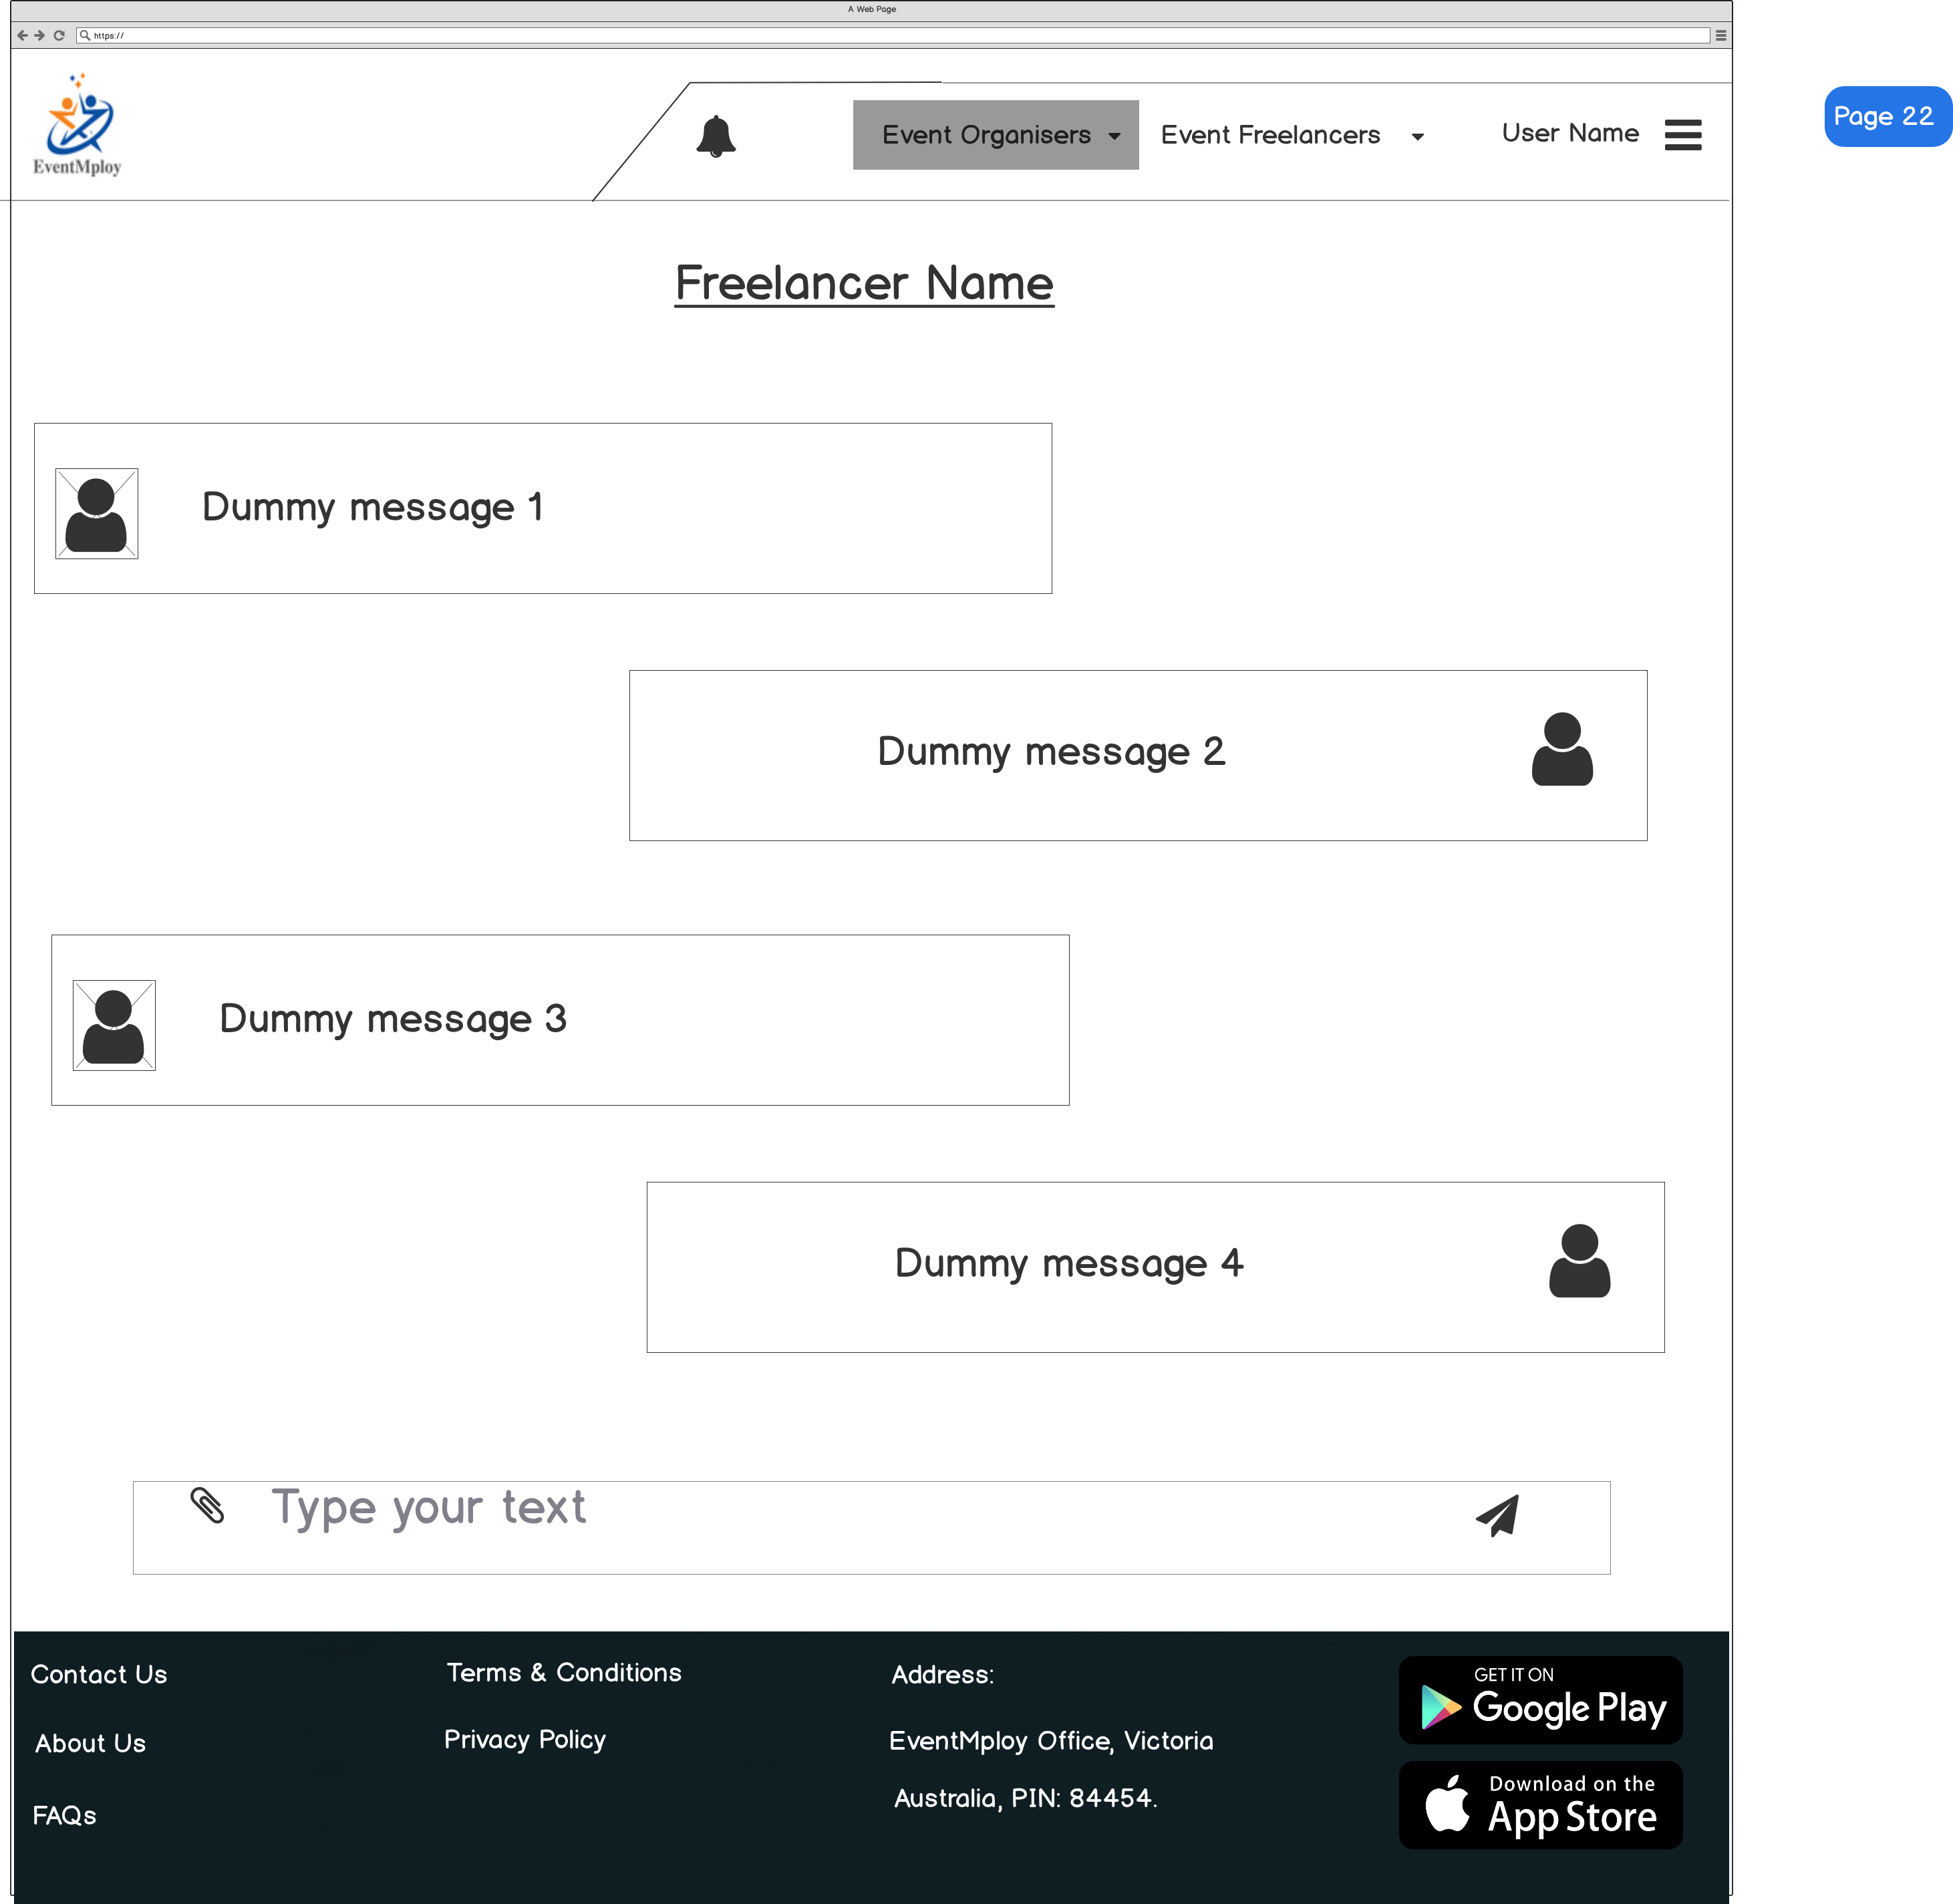 A Web Page
https://
EventMploy
Event Organisers
Event Freelancers
User Name
Page 22
Freelancer Name
Dummy message 1
Dummy message 2
Dummy message 3
Dummy message 4
Type your text
Contact Us
About Us
FAQs
Terms & Conditions
Privacy Policy
Address:
EventMploy Office, Victoria
Australia, PIN: 84454.
GET IT ON
Google Play
Download on the
App Store